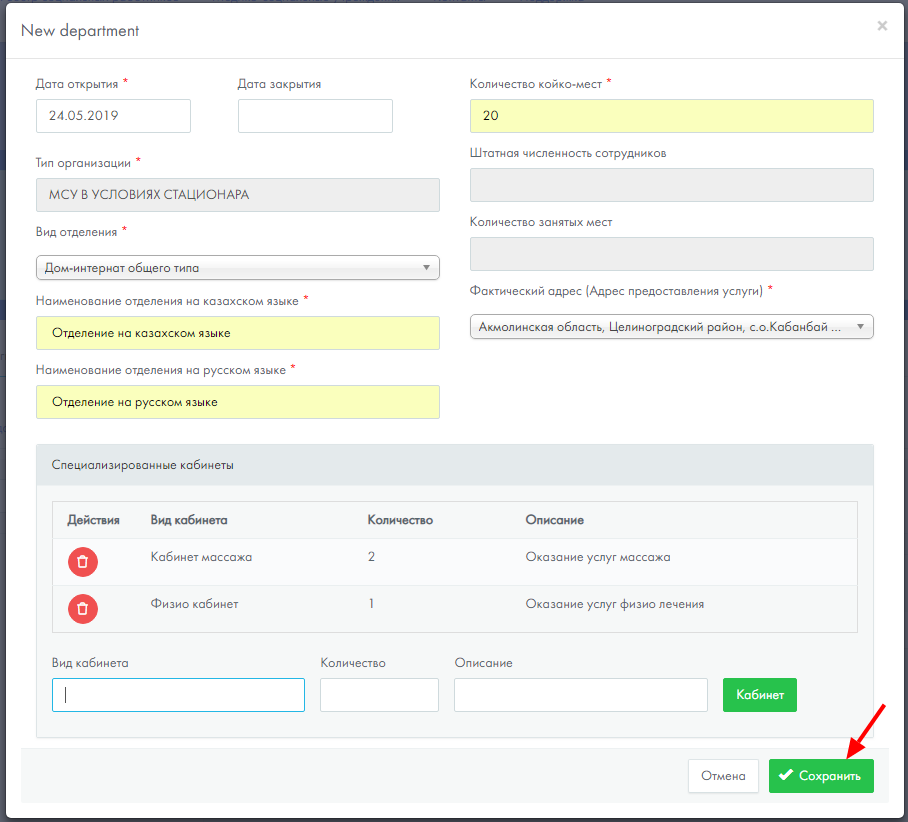 New department
×
Дата открытия *
Дата закрытия
24.05.2019
Тип организации *
МСУ В УСЛОВИЯХ СТАЦИОНАРА
Вид отделения *
Дом-интернат общего типа
Наименование отделения на казахском языке *
Отделение на казахском языке
Наименование отделения на русском языке *
Отделение на русском языке
Количество койко-мест *
20
Штатная численность сотрудников
Количество занятых мест
Фактический адрес (Адрес предоставления услуги) *
Акмолинская область, Целиноградский район, с.о.Кабанбай ...
Специализированные кабинеты
Действия Вид кабинета Количество Описание
Кабинет массажа 2 Оказание услуг массажа
Физио кабинет 1 Оказание услуг физио лечения
Вид кабинета Количество Описание
Кабинет
Отмена Сохранить